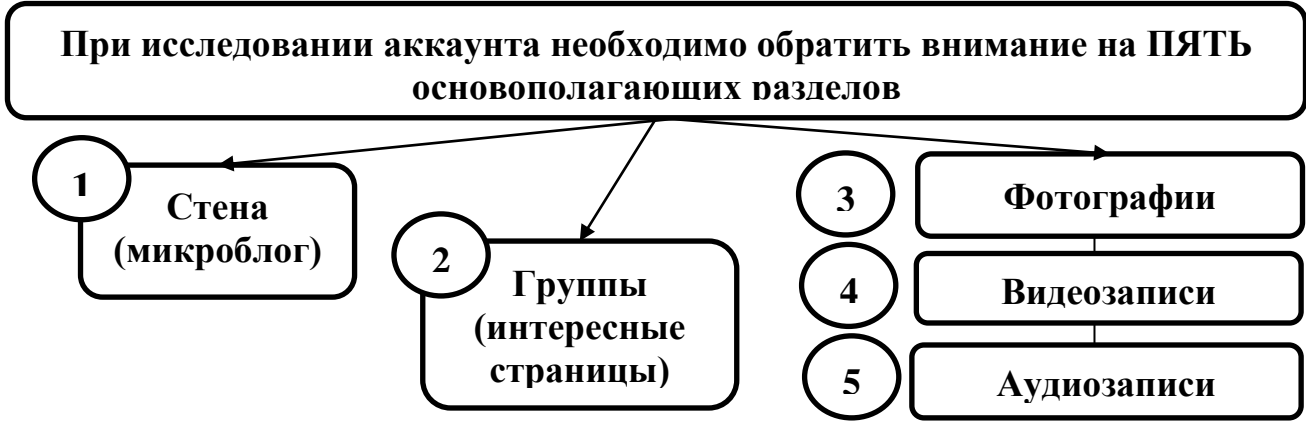 При исследовании аккаунта необходимо обратить внимание на ПЯТЬ
основополагающих разделов
1
Стена
(микроблог)
2
Группы
(интересные
страницы)
3
Фотографии
4
Видеозаписи
5
Аудиозаписи